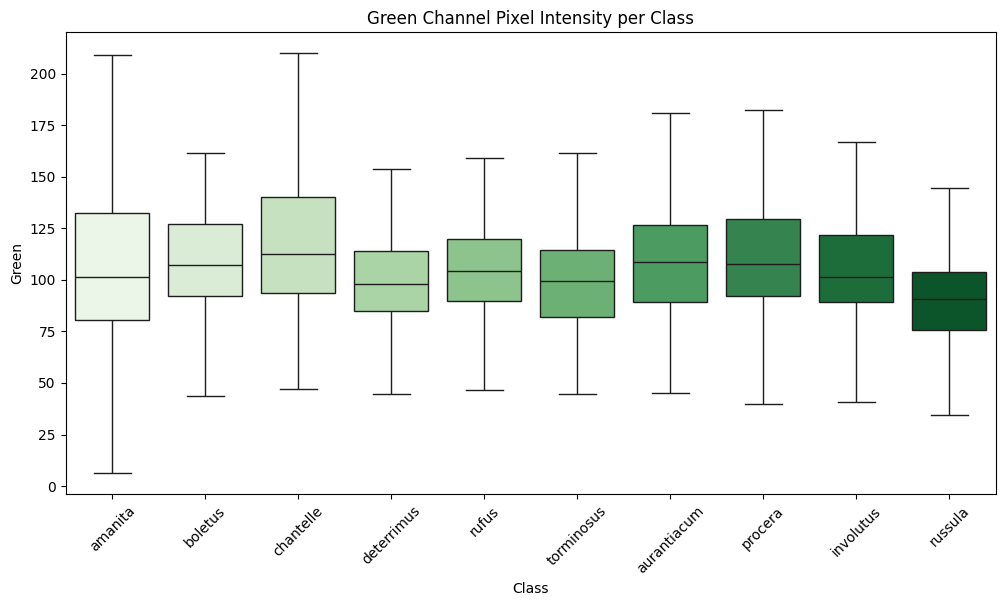 Green Channel Pixel Intensity per Class
Green
200
175
150
125
100
75
50
25
0
amanita
boletus
chantelle
deterrimus
rufus
torminosus
aurantiacum
procera
involutus
russula
Class